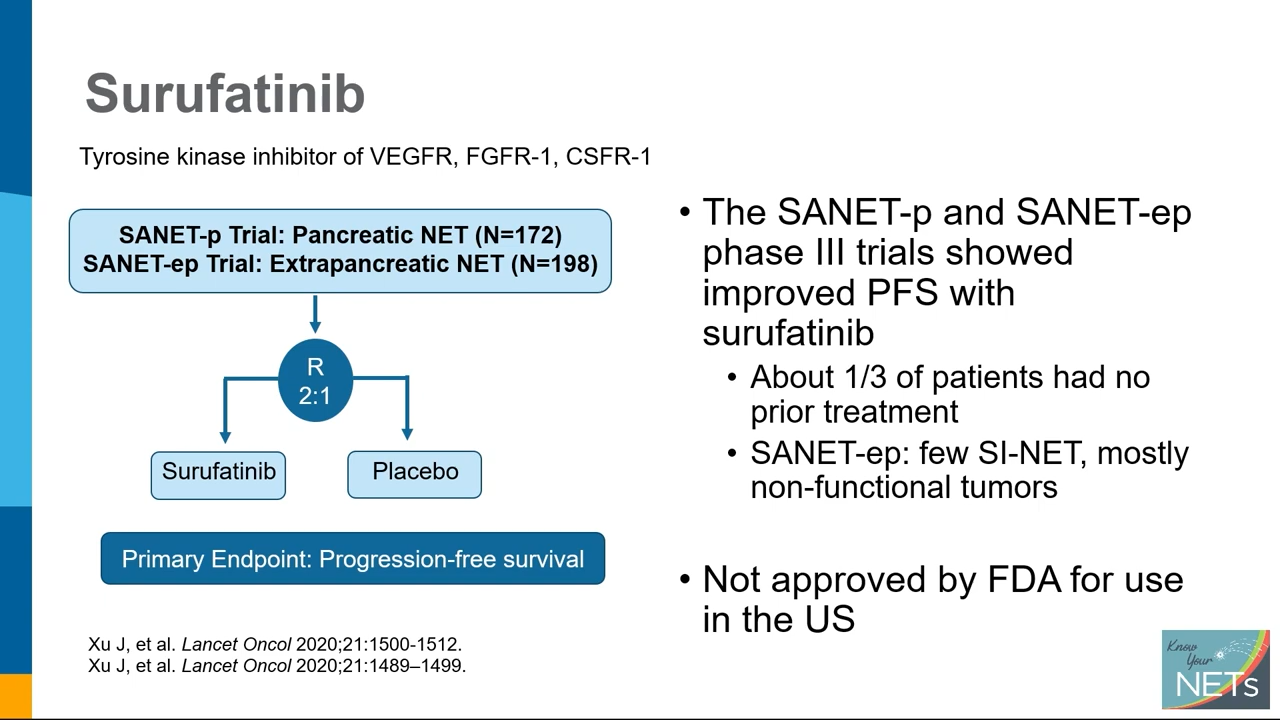 Surufatinib
Tyrosine kinase inhibitor of VEGFR, FGFR-1, CSFR-1
SANET-p Trial: Pancreatic NET (N=172)
SANET-ep Trial: Extrapancreatic NET (N=198)
R
2:1
Surufatinib
Placebo
Primary Endpoint: Progression-free survival
Xu J, et al. Lancet Oncol 2020;21:1500-1512.
Xu J, et al. Lancet Oncol 2020;21:1489–1499.
• The SANET-p and SANET-ep
phase III trials showed
improved PFS with
surufatinib
• About 1/3 of patients had no
prior treatment
• SANET-ep: few SI-NET, mostly
non-functional tumors
• Not approved by FDA for use
in the US
Know
Your
NETs